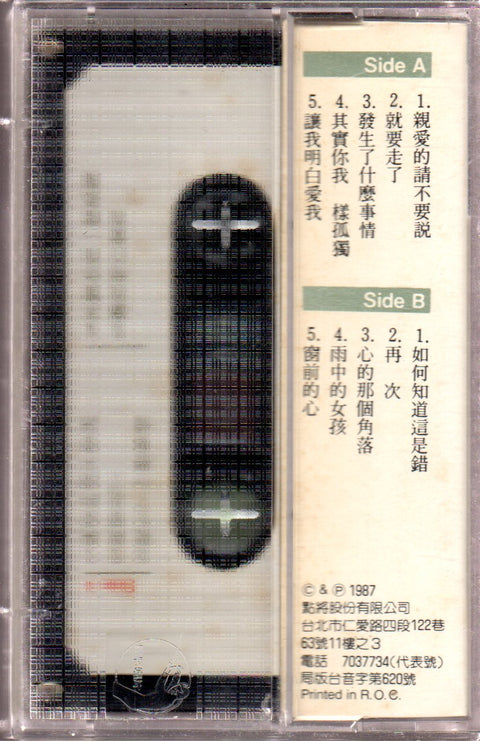 Side A
1. 親愛的請不要説
2. 就要走了
3. 發生了什麼事情
4. 其實你我 樣孤獨
5. 讓我明白愛我
Side B
1. 如何知道這是錯
2. 再 次
3. 心的那個角落
4. 雨中的女孩
5. 窗前的心
© & ℗ 1987
點將股份有限公司
台北市仁愛路四段122巷
63號11樓之3
電話 7037734(代表號)
局版台音字第620號
Printed in R.O.C.